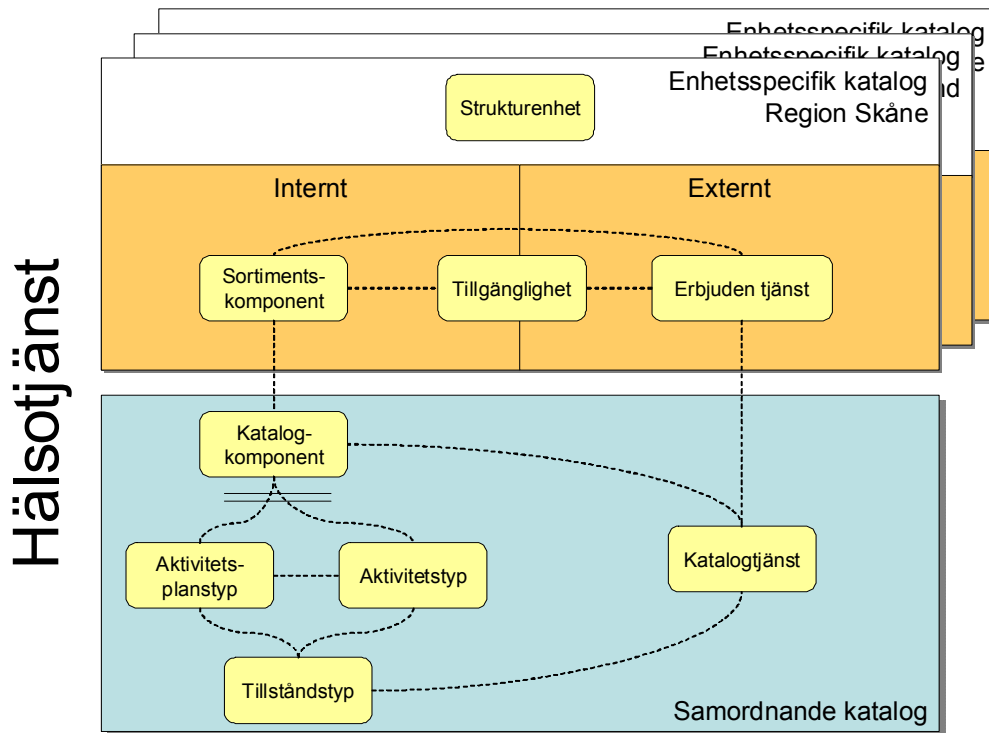 Enhetsspecifik katalog
Enhetsspecifik katalog
Enhetsspecifik katalog
Region Skåne
Strukturenhet
Internt
Externt
Sortiments-
komponent
Tillgänglighet
Erbjuden tjänst
Hälsotjänst
Katalog-
komponent
Aktivitets-
planstyp
Aktivitetstyp
Katalogtjänst
Tillståndstyp
Samordnande katalog